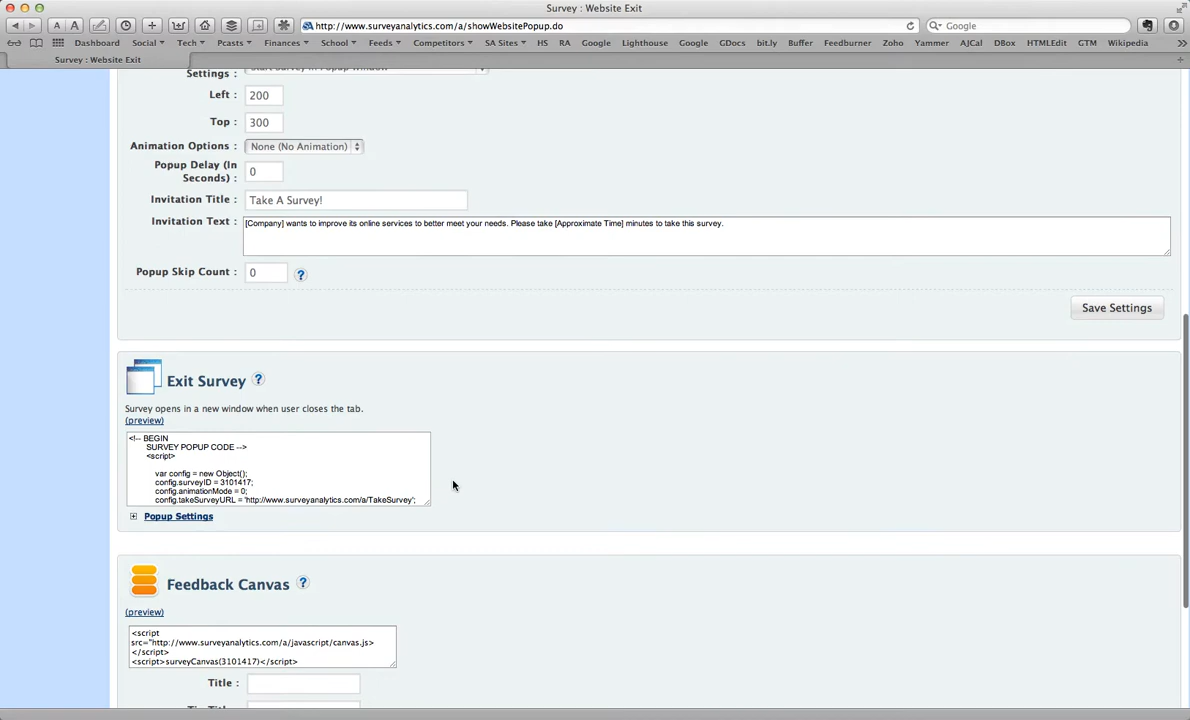 Survey : Website Exit
A A http://www.surveyanalytics.com/a/showWebsitePopup.do Google
Dashboard Social Tech Pcasts Finances School Feeds Competitors SA Sites HS RA Google Lighthouse Google GDocs bit.ly Buffer Feedburner Zoho Yammer AJCal DBox HTMLEdit GTM Wikipedia
Survey : Website Exit
Settings : Start Survey in Popup Window
Left : 200
Top : 300
Animation Options : None (No Animation)
Popup Delay (In
Seconds) : 0
Invitation Title : Take A Survey!
Invitation Text : [Company] wants to improve its online services to better meet your needs. Please take [Approximate Time] minutes to take this survey.
Popup Skip Count : 0 ?
Save Settings
Exit Survey ?
Survey opens in a new window when user closes the tab.
(preview)
<!-- BEGIN
SURVEY POPUP CODE -->
<script>
var config = new Object();
config.surveyID = 3101417;
config.animationMode = 0;
config.takeSurveyURL = 'http://www.surveyanalytics.com/a/TakeSurvey';
Popup Settings
Feedback Canvas ?
(preview)
<script
src="http://www.surveyanalytics.com/a/javascript/canvas.js>
</script>
<script>surveyCanvas(3101417)</script>
Title :